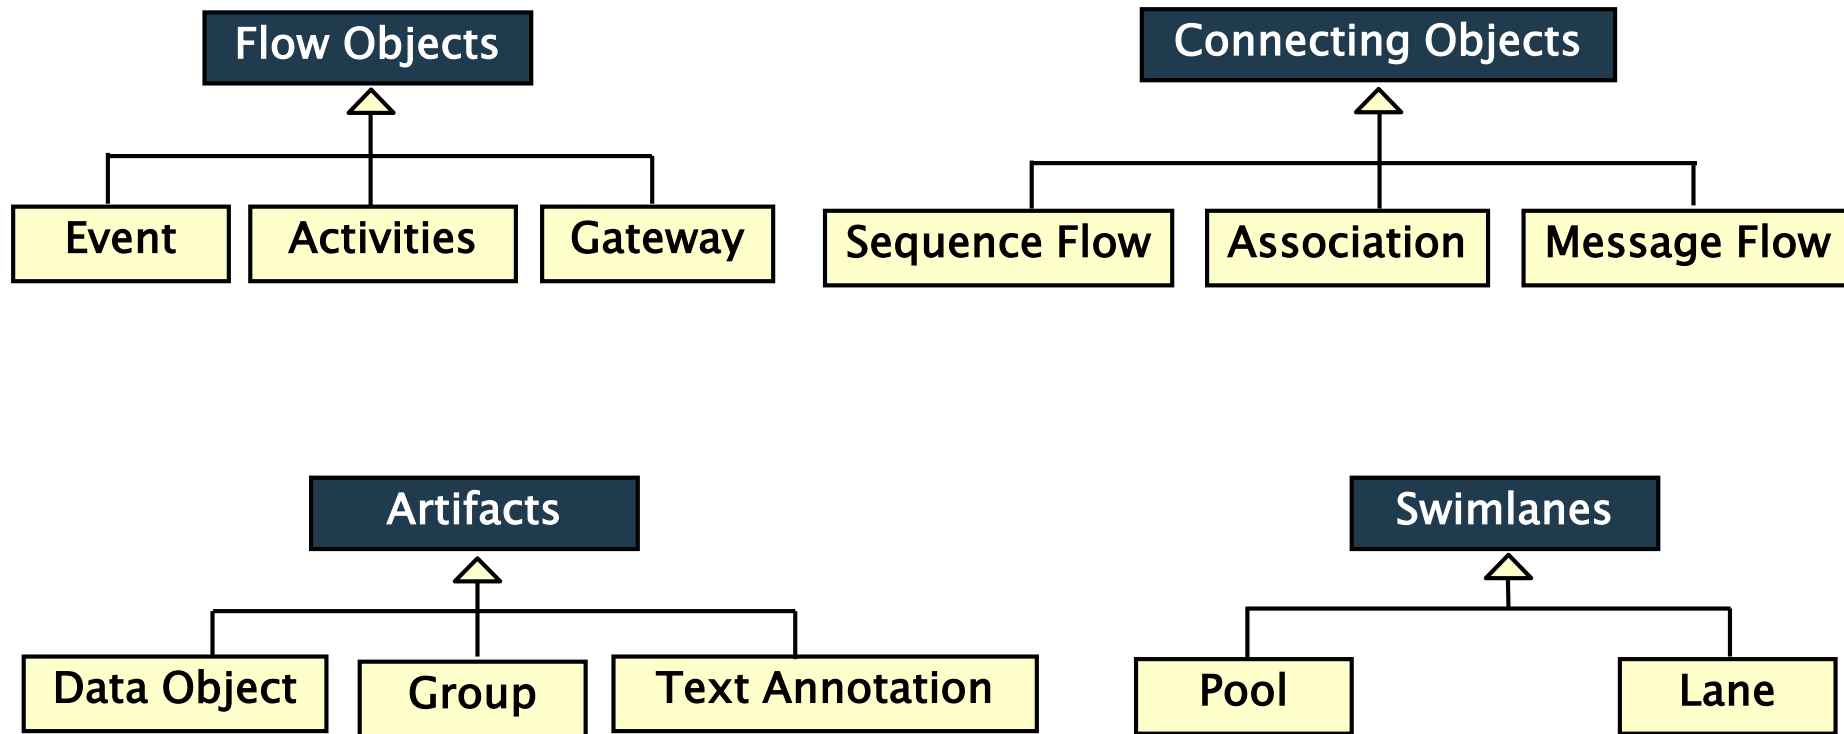 Flow Objects
Connecting Objects
Event
Activities
Gateway
Sequence Flow
Association
Message Flow
Artifacts
Swimlanes
Data Object
Group
Text Annotation
Pool
Lane